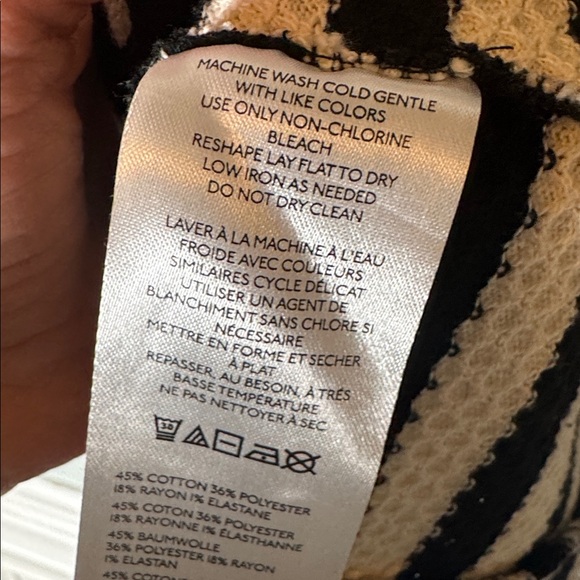 MACHINE WASH COLD GENTLE
WITH LIKE COLORS
USE ONLY NON-CHLORINE
BLEACH
RESHAPE LAY FLAT TO DRY
LOW IRON AS NEEDED
DO NOT DRY CLEAN
LAVER À LA MACHINE À L'EAU
FROIDE AVEC COULEURS
SIMILAIRES CYCLE DÉLICAT
UTILISER UN AGENT DE
BLANCHIMENT SANS CHLORE SI
NÉCESSAIRE
METTRE EN FORME ET SÉCHER
À PLAT
REPASSER, AU BESOIN, À TRÉS
BASSE TEMPÉRATURE
NE PAS NETTOYER À SEC
30
45% COTTON 36% POLYESTER
18% RAYON 1% ELASTANE
45% COTON 36% POLYESTER
18% RAYONNE 1% ÉLASTHANNE
45% BAUMWOLLE
36% POLYESTER 18% RAYON
1% ELASTAN